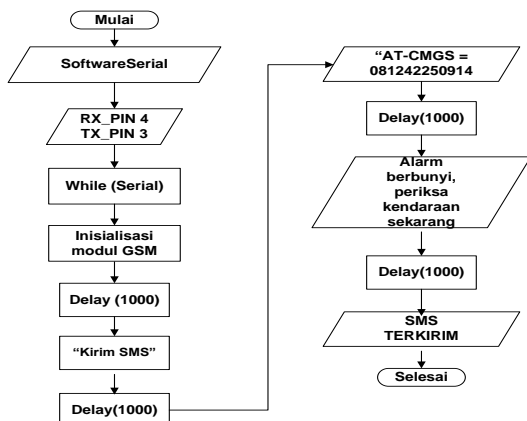 Mulai
SoftwareSerial
RX_PIN 4
TX_PIN 3
While (Serial)
Inisialisasi
modul GSM
Delay (1000)
“Kirim SMS”
Delay(1000)
“AT-CMGS =
081242250914
Delay(1000)
Alarm
berbunyi,
periksa
kendaraan
sekarang
Delay(1000)
SMS
TERKIRIM
Selesai